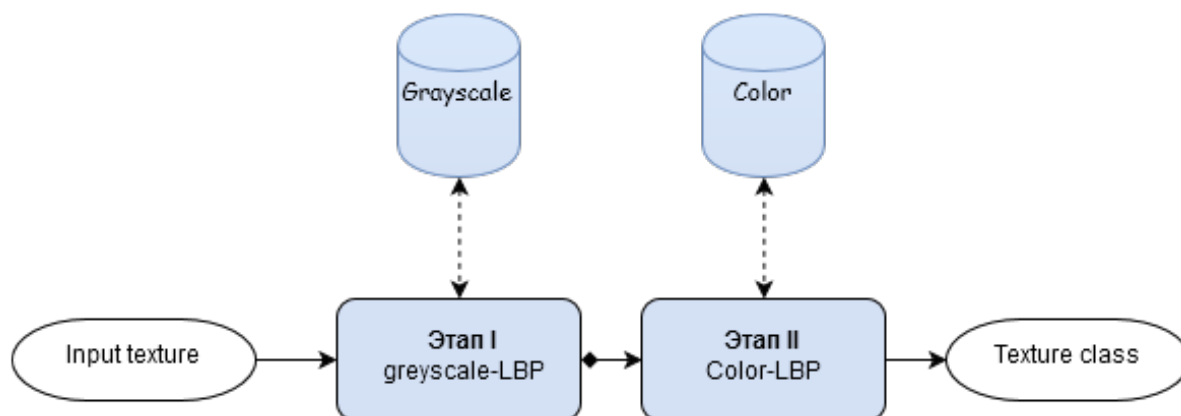 Grayscale
Color
Input texture
Этап I
greyscale-LBP
Этап II
Color-LBP
Texture class